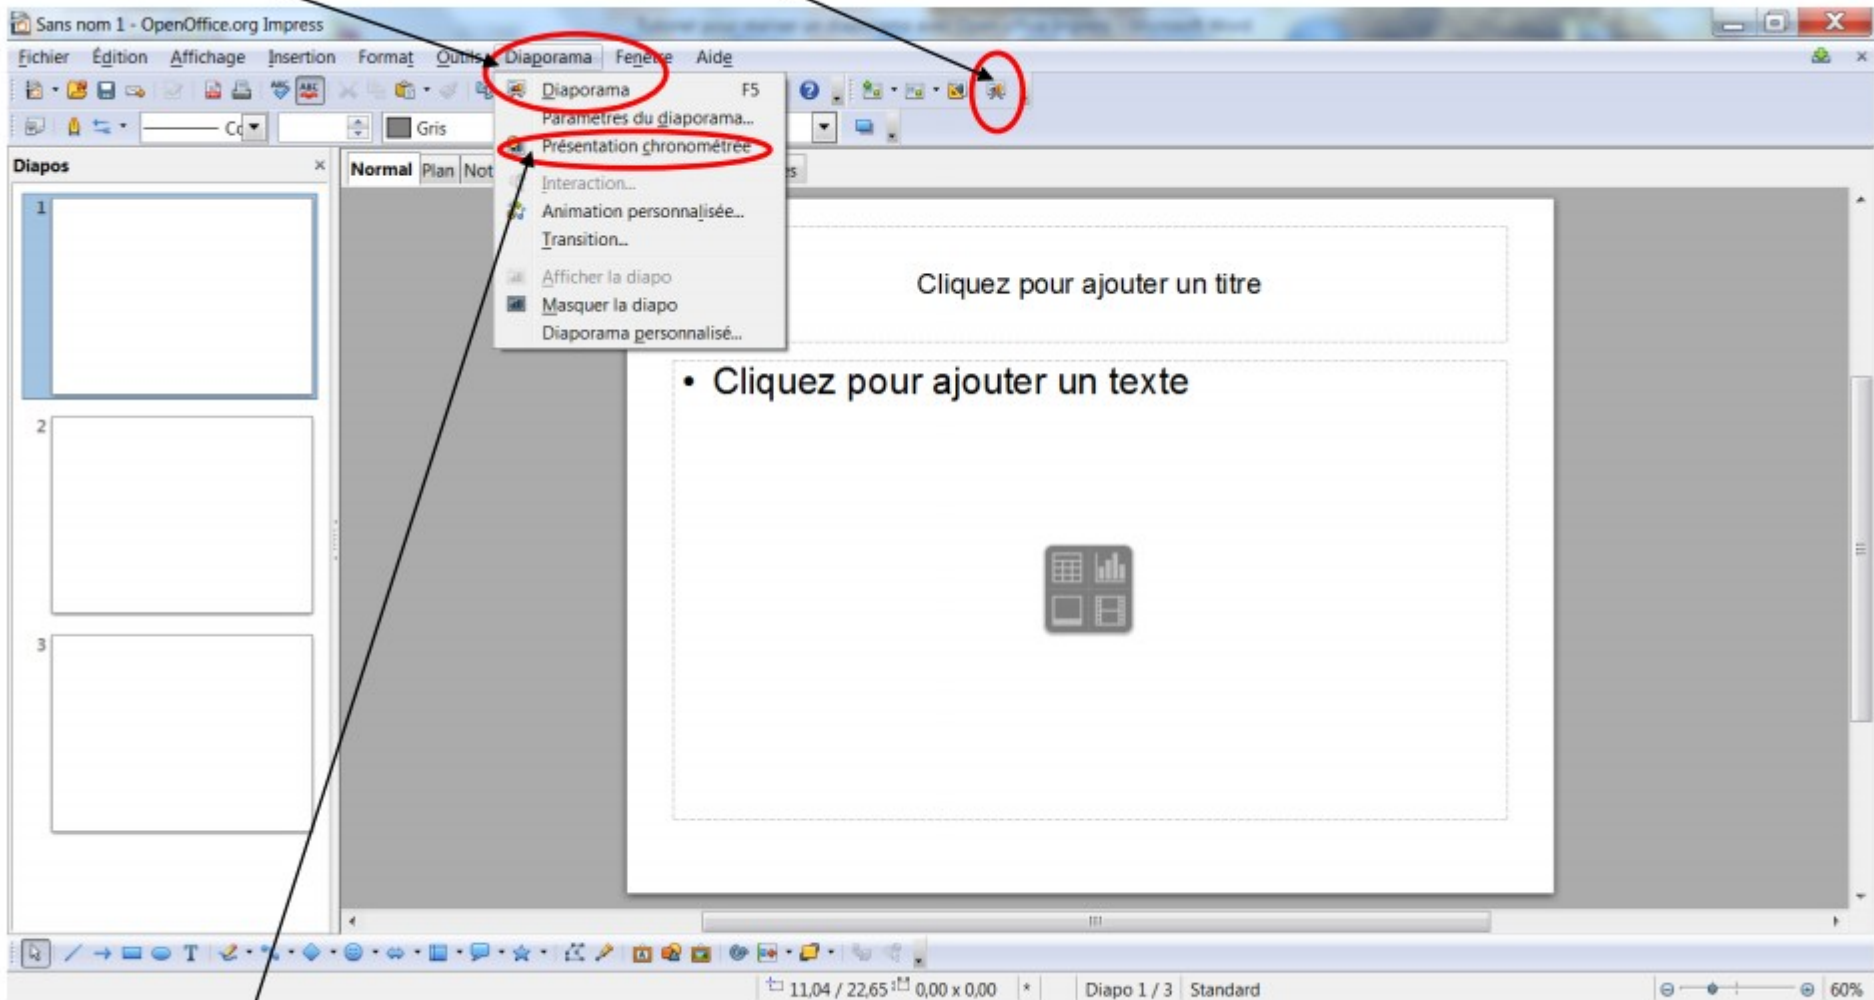 Sans nom 1 - OpenOffice.org Impress
Fichier Édition Affichage Insertion Format Outils Diaporama Fenêtre Aide
Gris
Diaporama F5
Paramètres du diaporama...
Présentation chronométrée
Interaction...
Animation personnalisée...
Transition...
Afficher la diapo
Masquer la diapo
Diaporama personnalisé...
Diapos
Normal Plan
1
2
3
Cliquez pour ajouter un titre
• Cliquez pour ajouter un texte
11,04 / 22,65 0,00 x 0,00 * Diapo 1 / 3 Standard 60%